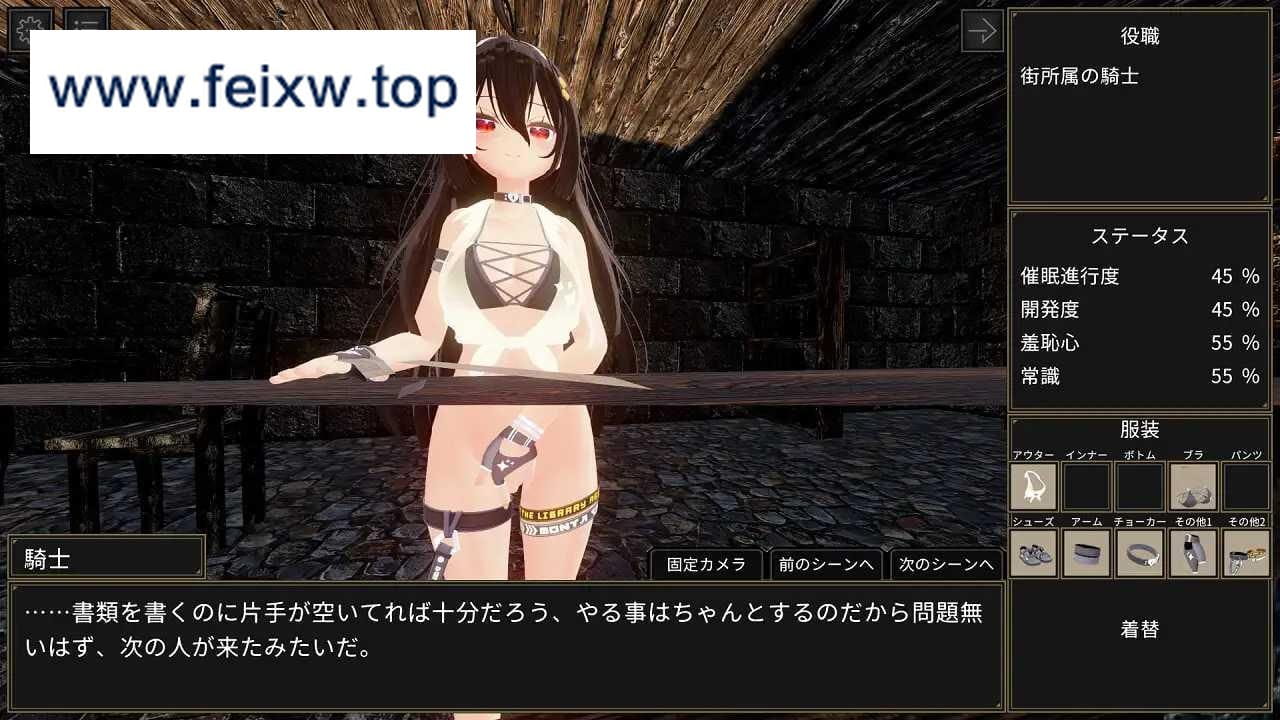 www.feixw.top
役職
街所属の騎士
ステータス
催眠進行度 45 %
開発度 45 %
羞恥心 55 %
常識 55 %
服装
アウター インナー ボトム ブラ パンツ
シューズ アーム チョーカー その他1 その他2
着替
THE LIBRARY
MONTA
固定カメラ 前のシーンへ 次のシーンへ
騎士
……書類を書くのに片手が空いてれば十分だろう、やる事はちゃんとするのだから問題無
いはず、次の人が来たみたいだ。